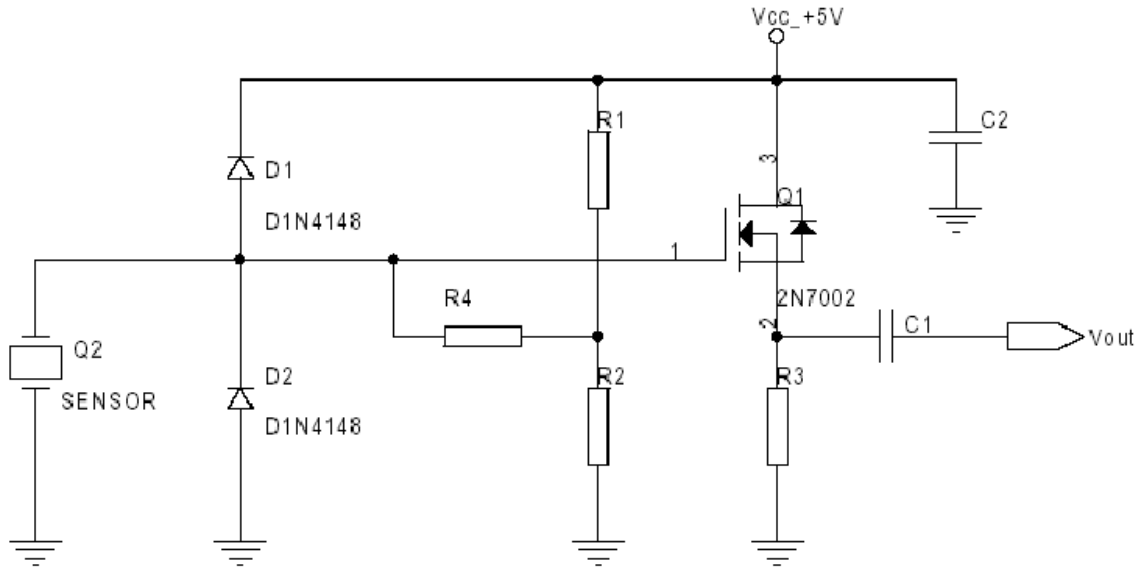 Vcc_+5V
R1
C2
D1
3
Q1
D1N4148
1
R4
2N7002
2
C1
Vout
Q2
D2
R2
R3
SENSOR
D1N4148